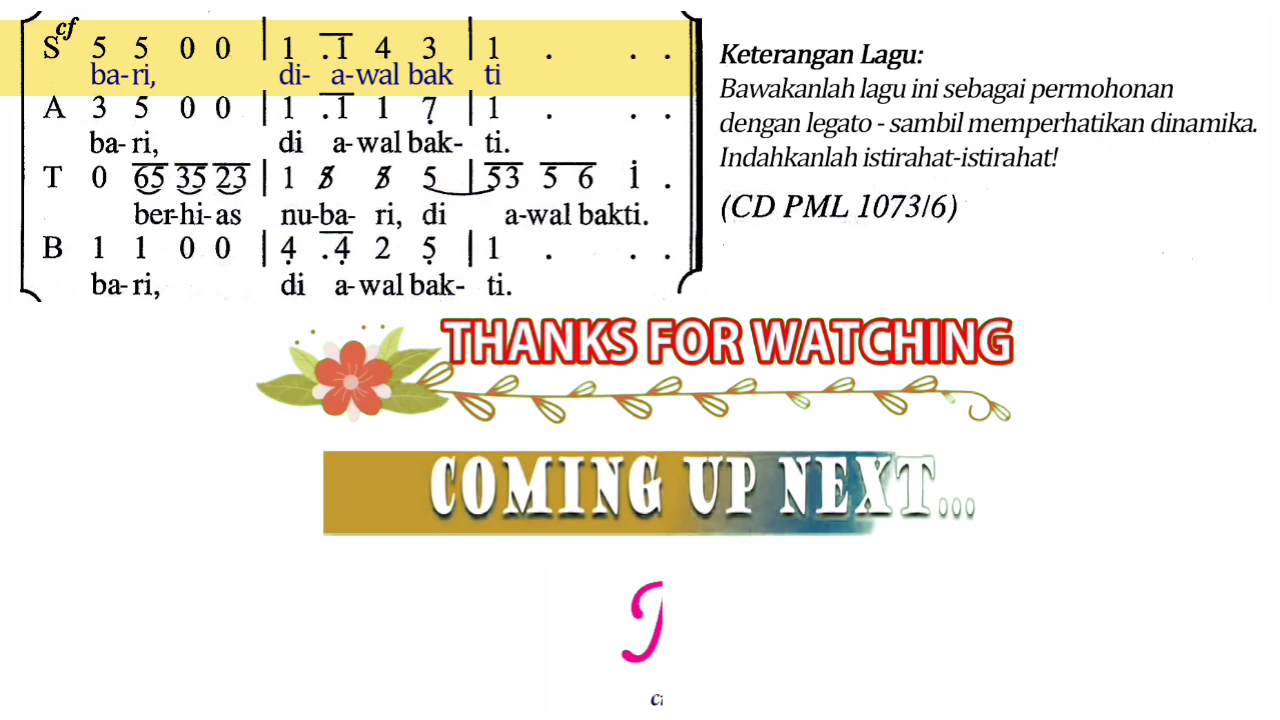 cf
S 5 5 0 0 | 1 .1 4 3 | 1 . . .
ba-ri, di- a-wal bak ti
A 3 5 0 0 | 1 .1 1 7̣ | 1 . . .
ba-ri, di a-wal bak- ti.
T 0 65 35 23 | 1 3̸ 3̸ 5 | 53 5 6 1̇ .
ber-hi-as nu-ba- ri, di a-wal bakti.
B 1 1 0 0 | 4̣ .4̣ 2 5̣ | 1 . . .
ba-ri, di a-wal bak- ti.
Keterangan Lagu:
Bawakanlah lagu ini sebagai permohonan
dengan legato - sambil memperhatikan dinamika.
Indahkanlah istirahat-istirahat!
(CD PML 1073/6)
THANKS FOR WATCHING
COMING UP NEXT...